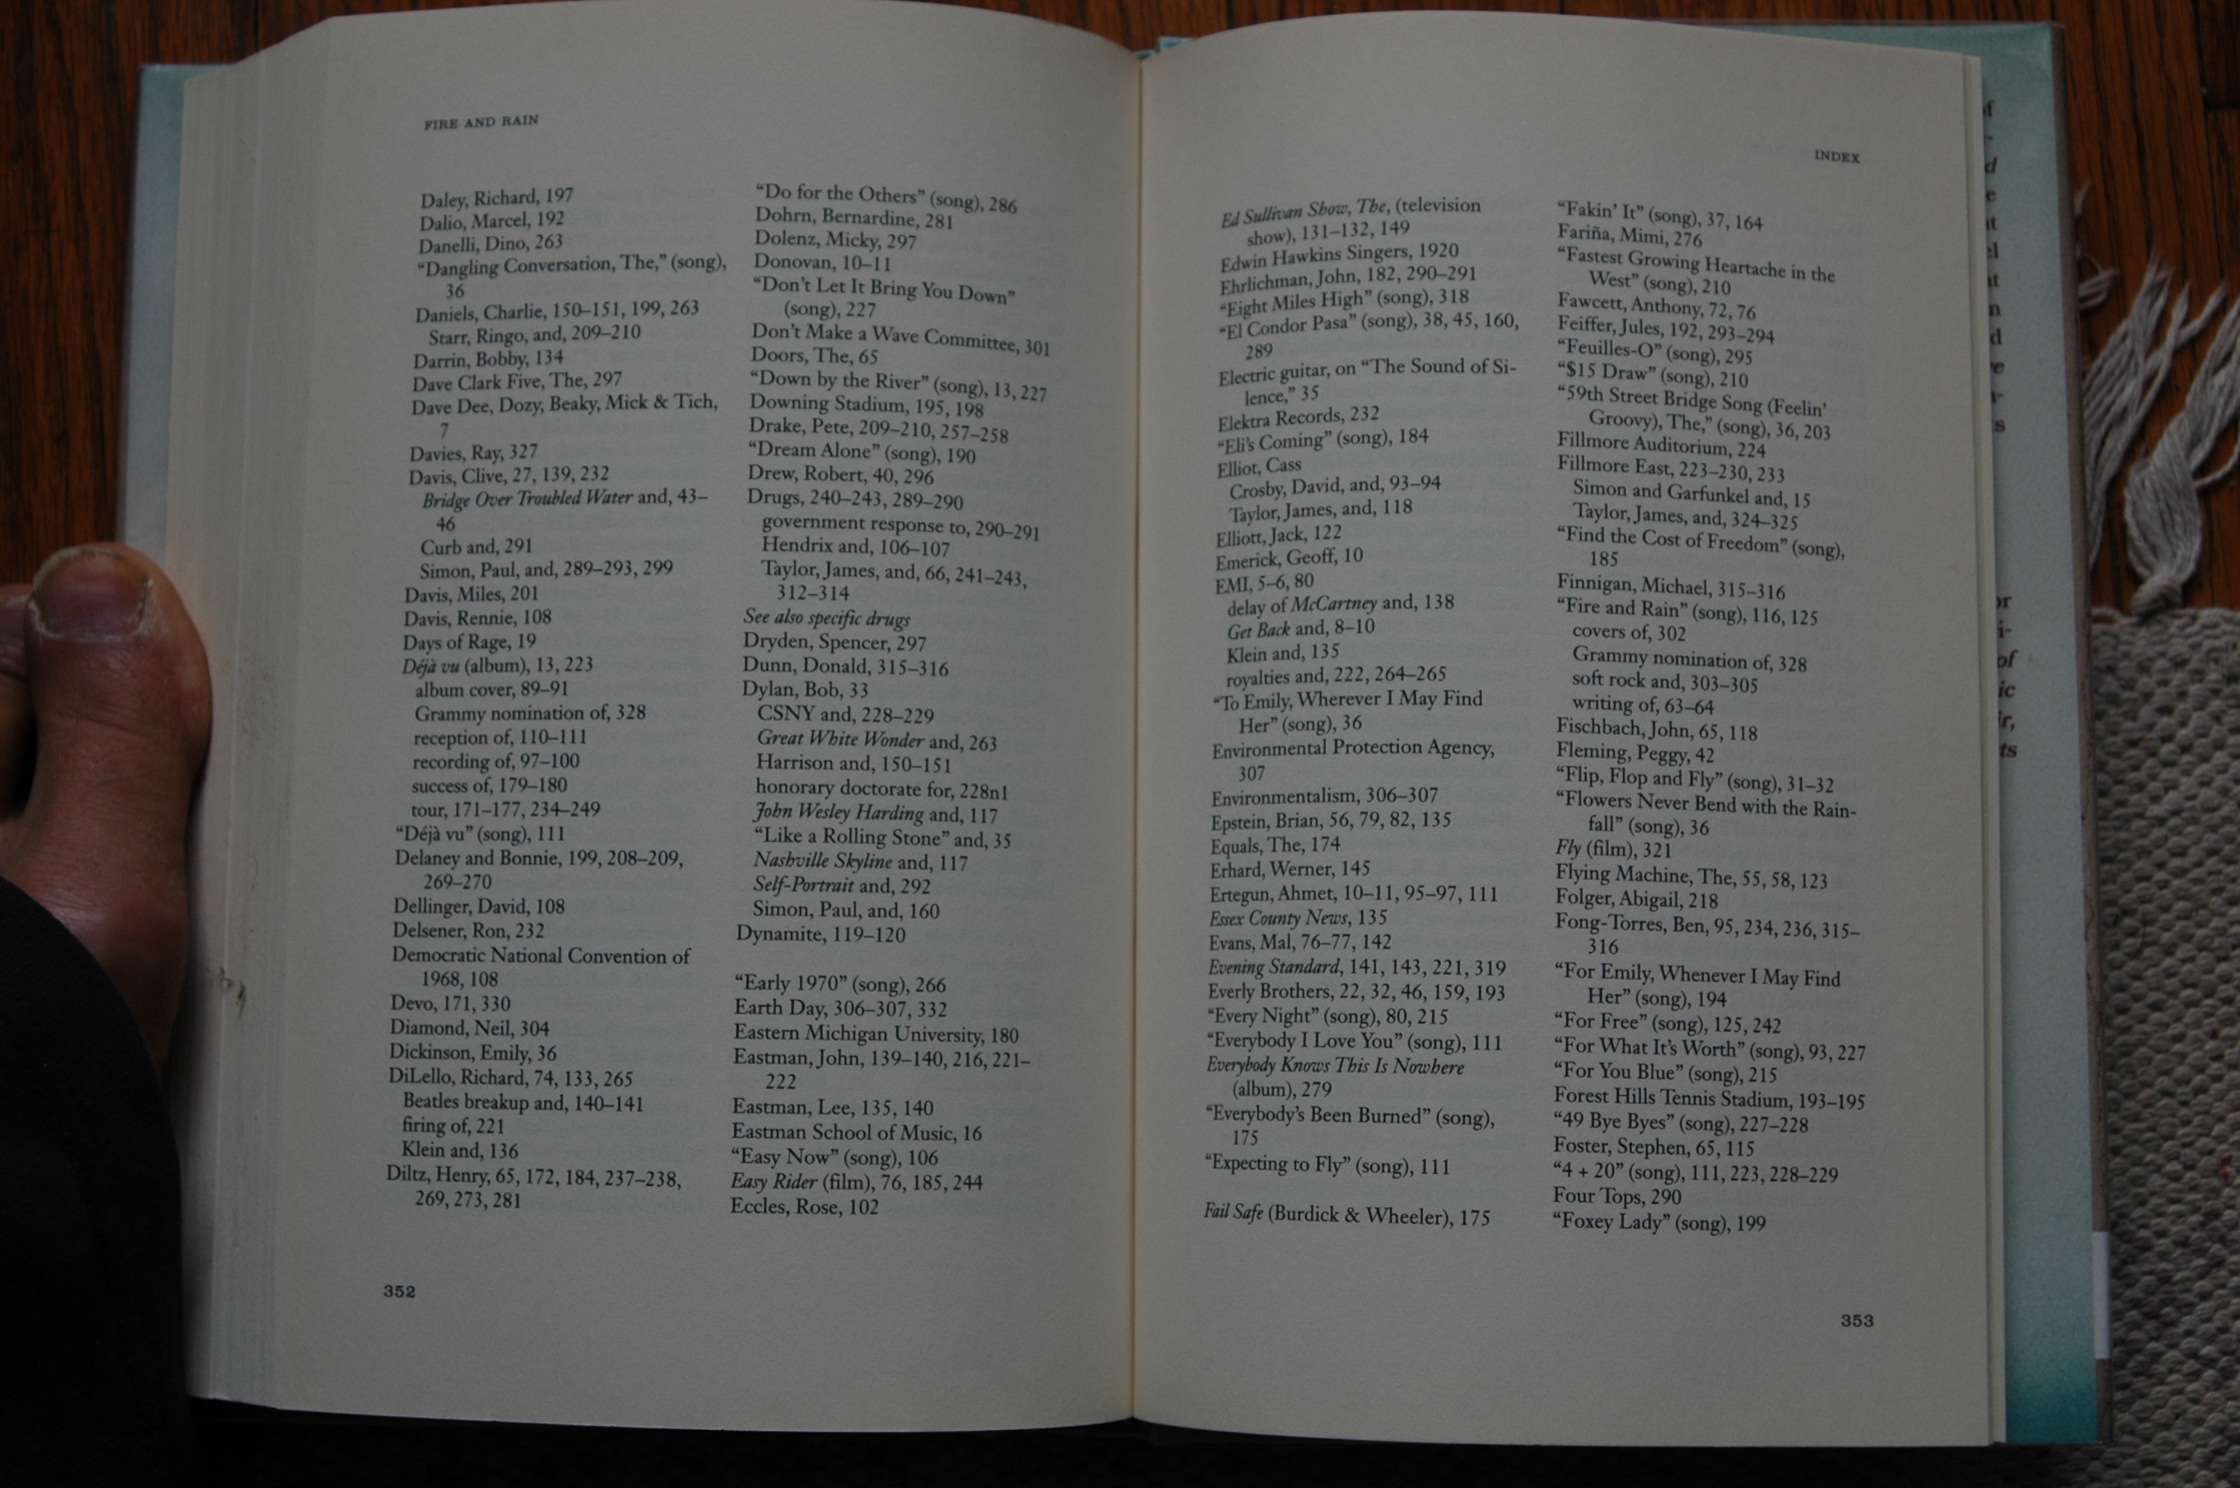 FIRE AND RAIN
Daley, Richard, 197
Dalio, Marcel, 192
Danelli, Dino, 263
“Dangling Conversation, The,” (song),
36
Daniels, Charlie, 150–151, 199, 263
Starr, Ringo, and, 209–210
Darrin, Bobby, 134
Dave Clark Five, The, 297
Dave Dee, Dozy, Beaky, Mick & Tich,
7
Davies, Ray, 327
Davis, Clive, 27, 139, 232
Bridge Over Troubled Water and, 43–
46
Curb and, 291
Simon, Paul, and, 289–293, 299
Davis, Miles, 201
Davis, Rennie, 108
Days of Rage, 19
Déjà vu (album), 13, 223
album cover, 89–91
Grammy nomination of, 328
reception of, 110–111
recording of, 97–100
success of, 179–180
tour, 171–177, 234–249
“Déjà vu” (song), 111
Delaney and Bonnie, 199, 208–209,
269–270
Dellinger, David, 108
Delsener, Ron, 232
Democratic National Convention of
1968, 108
Devo, 171, 330
Diamond, Neil, 304
Dickinson, Emily, 36
DiLello, Richard, 74, 133, 265
Beatles breakup and, 140–141
firing of, 221
Klein and, 136
Diltz, Henry, 65, 172, 184, 237–238,
269, 273, 281
“Do for the Others” (song), 286
Dohrn, Bernardine, 281
Dolenz, Micky, 297
Donovan, 10–11
“Don’t Let It Bring You Down”
(song), 227
Don’t Make a Wave Committee, 301
Doors, The, 65
“Down by the River” (song), 13, 227
Downing Stadium, 195, 198
Drake, Pete, 209–210, 257–258
“Dream Alone” (song), 190
Drew, Robert, 40, 296
Drugs, 240–243, 289–290
government response to, 290–291
Hendrix and, 106–107
Taylor, James, and, 66, 241–243,
312–314
See also specific drugs
Dryden, Spencer, 297
Dunn, Donald, 315–316
Dylan, Bob, 33
CSNY and, 228–229
Great White Wonder and, 263
Harrison and, 150–151
honorary doctorate for, 228n1
John Wesley Harding and, 117
“Like a Rolling Stone” and, 35
Nashville Skyline and, 117
Self-Portrait and, 292
Simon, Paul, and, 160
Dynamite, 119–120
“Early 1970” (song), 266
Earth Day, 306–307, 332
Eastern Michigan University, 180
Eastman, John, 139–140, 216, 221–
222
Eastman, Lee, 135, 140
Eastman School of Music, 16
“Easy Now” (song), 106
Easy Rider (film), 76, 185, 244
Eccles, Rose, 102
352
INDEX
Ed Sullivan Show, The, (television
show), 131–132, 149
Edwin Hawkins Singers, 1920
Ehrlichman, John, 182, 290–291
“Eight Miles High” (song), 318
“El Condor Pasa” (song), 38, 45, 160,
289
Electric guitar, on “The Sound of Si-
lence,” 35
Elektra Records, 232
“Eli’s Coming” (song), 184
Elliot, Cass
Crosby, David, and, 93–94
Taylor, James, and, 118
Elliott, Jack, 122
Emerick, Geoff, 10
EMI, 5–6, 80
delay of McCartney and, 138
Get Back and, 8–10
Klein and, 135
royalties and, 222, 264–265
“To Emily, Wherever I May Find
Her” (song), 36
Environmental Protection Agency,
307
Environmentalism, 306–307
Epstein, Brian, 56, 79, 82, 135
Equals, The, 174
Erhard, Werner, 145
Ertegun, Ahmet, 10–11, 95–97, 111
Essex County News, 135
Evans, Mal, 76–77, 142
Evening Standard, 141, 143, 221, 319
Everly Brothers, 22, 32, 46, 159, 193
“Every Night” (song), 80, 215
“Everybody I Love You” (song), 111
Everybody Knows This Is Nowhere
(album), 279
“Everybody’s Been Burned” (song),
175
“Expecting to Fly” (song), 111
Fail Safe (Burdick & Wheeler), 175
“Fakin’ It” (song), 37, 164
Fariña, Mimi, 276
“Fastest Growing Heartache in the
West” (song), 210
Fawcett, Anthony, 72, 76
Feiffer, Jules, 192, 293–294
“Feuilles-O” (song), 295
“$15 Draw” (song), 210
“59th Street Bridge Song (Feelin’
Groovy), The,” (song), 36, 203
Fillmore Auditorium, 224
Fillmore East, 223–230, 233
Simon and Garfunkel and, 15
Taylor, James, and, 324–325
“Find the Cost of Freedom” (song),
185
Finnigan, Michael, 315–316
“Fire and Rain” (song), 116, 125
covers of, 302
Grammy nomination of, 328
soft rock and, 303–305
writing of, 63–64
Fischbach, John, 65, 118
Fleming, Peggy, 42
“Flip, Flop and Fly” (song), 31–32
“Flowers Never Bend with the Rain-
fall” (song), 36
Fly (film), 321
Flying Machine, The, 55, 58, 123
Folger, Abigail, 218
Fong-Torres, Ben, 95, 234, 236, 315–
316
“For Emily, Whenever I May Find
Her” (song), 194
“For Free” (song), 125, 242
“For What It’s Worth” (song), 93, 227
“For You Blue” (song), 215
Forest Hills Tennis Stadium, 193–195
“49 Bye Byes” (song), 227–228
Foster, Stephen, 65, 115
“4 + 20” (song), 111, 223, 228–229
Four Tops, 290
“Foxey Lady” (song), 199
353